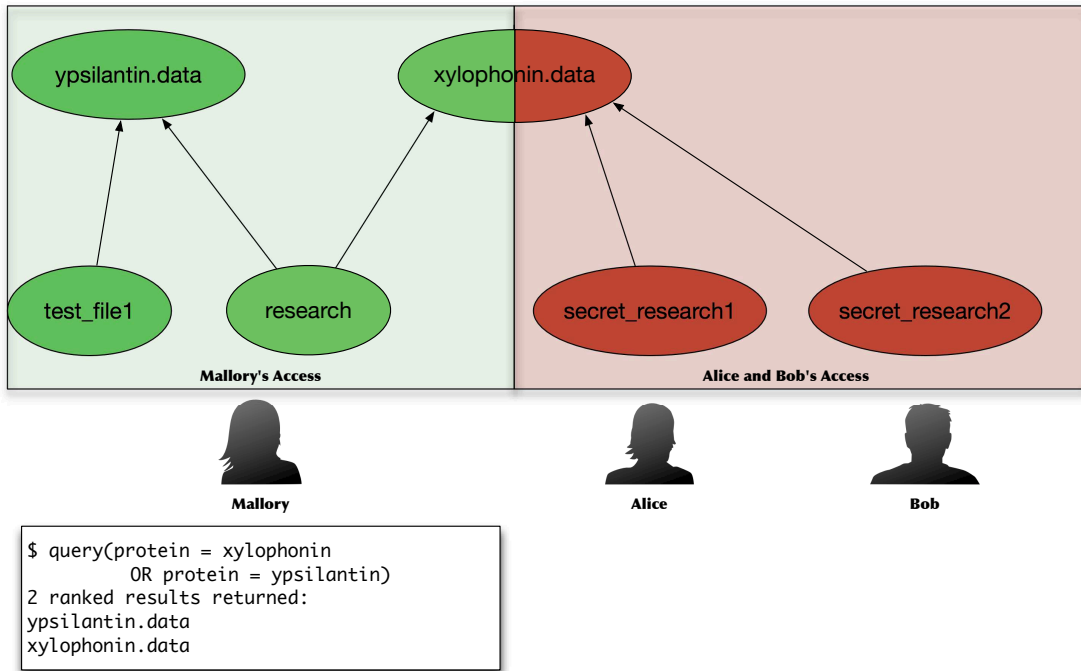 ypsilantin.data
xylophonin.data
test_file1
research
secret_research1
secret_research2
Mallory's Access
Alice and Bob's Access
Mallory
Alice
Bob
$ query(protein = xylophonin
OR protein = ypsilantin)
2 ranked results returned:
ypsilantin.data
xylophonin.data